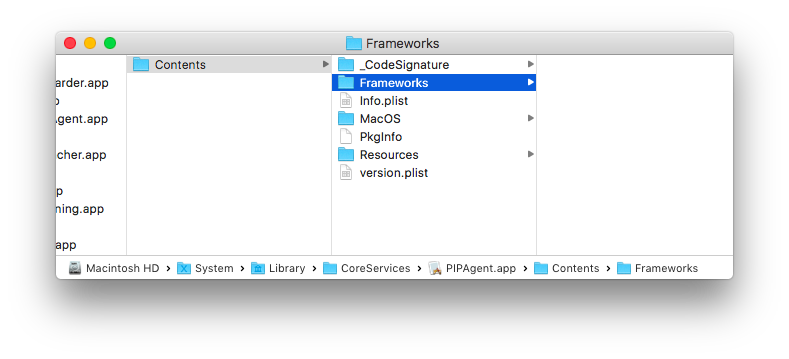 Frameworks
Contents
arder.app
gent.app
cher.app
ning.app
app
_CodeSignature
Frameworks
Info.plist
MacOS
PkgInfo
Resources
version.plist
Macintosh HD › System › Library › CoreServices › PIPAgent.app › Contents › Frameworks